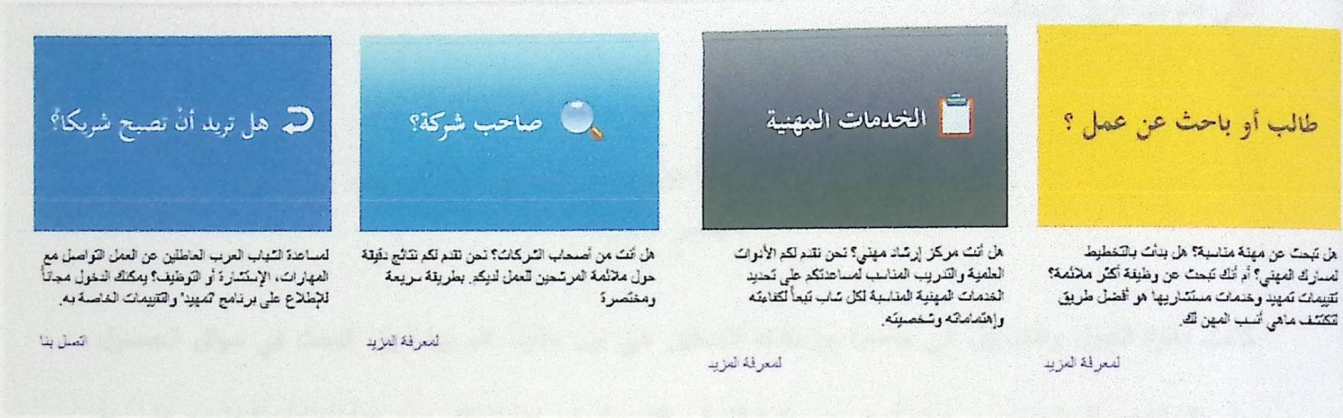 طالب أو باحث عن عمل ؟
هل تبحث عن مهنة مناسبة؟ هل بدأت بالتخطيط
لمسارك المهني؟ أم أنك تبحث عن وظيفة أكثر ملائمة؟
تقييمات تمهيد وخدمات مستشاريها هو أفضل طريق
لتكتشف ماهي أنسب المهن لك.
لمعرفة المزيد
الخدمات المهنية
هل أنت مركز إرشاد مهني؟ نحن نقدم لكم الأدوات
العلمية والتدريب المناسب لمساعدتكم على تحديد
الخدمات المهنية المناسبة لكل شاب تبعاً لكفاءته
وإهتماماته وشخصيته.
لمعرفة المزيد
صاحب شركة؟
هل أنت من أصحاب الشركات؟ نحن نقدم لكم نتائج دقيقة
حول ملائمة المرشحين للعمل لديكم. بطريقة سريعة
ومختصرة
لمعرفة المزيد
هل تريد أنْ تصبح شريكاً؟
لمساعدة الشباب العرب العاطلين عن العمل التواصل مع
المهارات، الإستشارة أو التوظيف؟ يمكنك الدخول مجاناً
للإطلاع على برنامج "تمهيد" والتقييمات الخاصة به.
اتصل بنا